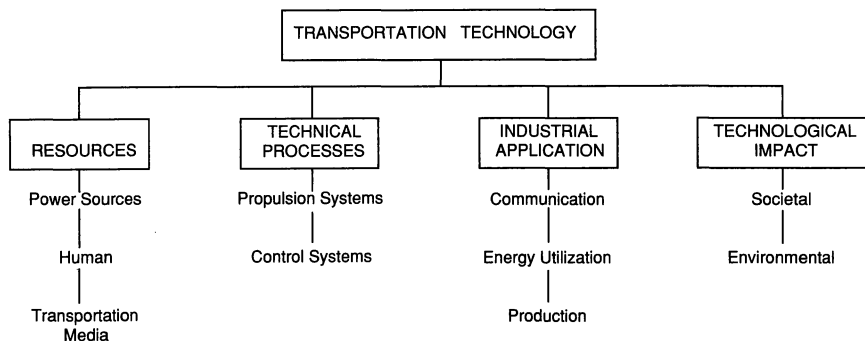 TRANSPORTATION TECHNOLOGY
RESOURCES
Power Sources
Human
Transportation
Media
TECHNICAL
PROCESSES
Propulsion Systems
Control Systems
INDUSTRIAL
APPLICATION
Communication
Energy Utilization
Production
TECHNOLOGICAL
IMPACT
Societal
Environmental